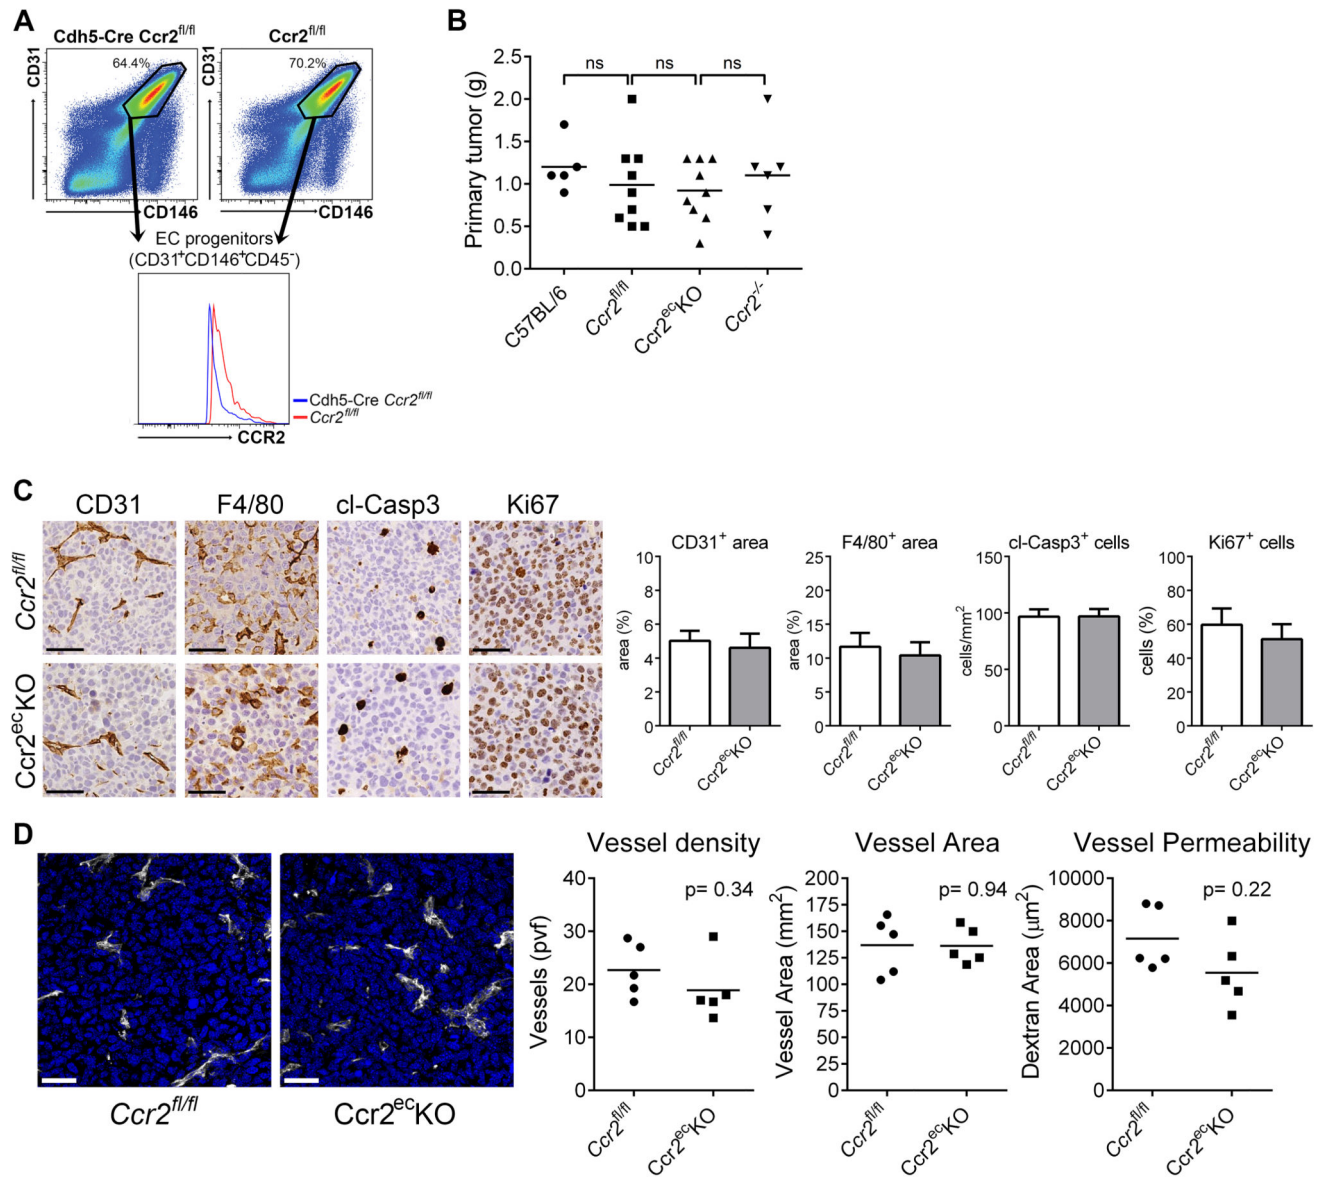 A
Cdh5-Cre Ccr2fl/fl
Ccr2fl/fl
CD31
64.4%
CD31
70.2%
CD146
CD146
EC progenitors
(CD31+CD146+CD45-)
Cdh5-Cre Ccr2fl/fl
Ccr2fl/fl
CCR2
B
Primary tumor (g)
2.5
2.0
1.5
1.0
0.5
0.0
ns
ns
ns
C57BL/6
Ccr2fl/fl
Ccr2ecKO
Ccr2-/-
C
CD31
F4/80
cl-Casp3
Ki67
Ccr2fl/fl
Ccr2ecKO
CD31+ area
area (%)
10
8
6
4
2
0
Ccr2fl/fl
Ccr2ecKO
F4/80+ area
area (%)
25
20
15
10
5
0
Ccr2fl/fl
Ccr2ecKO
cl-Casp3+ cells
cells/mm2
150
100
50
0
Ccr2fl/fl
Ccr2ecKO
Ki67+ cells
cells (%)
100
80
60
40
20
0
Ccr2fl/fl
Ccr2ecKO
D
Ccr2fl/fl
Ccr2ecKO
Vessel density
p= 0.34
Vessels (pvf)
40
30
20
10
0
Ccr2fl/fl
Ccr2ecKO
Vessel Area
p= 0.94
Vessel Area (mm2)
200
175
150
125
100
75
50
25
0
Ccr2fl/fl
Ccr2ecKO
Vessel Permeability
p= 0.22
Dextran Area (μm2)
10000
8000
6000
4000
2000
0
Ccr2fl/fl
Ccr2ecKO